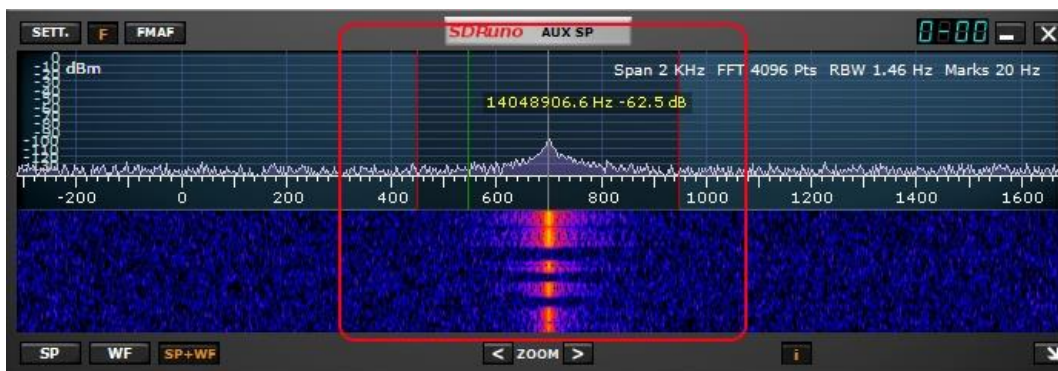 SETT. F FMAF SDRuno AUX SP 0-00
dBm Span 2 KHz FFT 4096 Pts RBW 1.46 Hz Marks 20 Hz
14048906.6 Hz -62.5 dB
-200 0 200 400 600 800 1000 1200 1400 1600
SP WF SP+WF < ZOOM > i